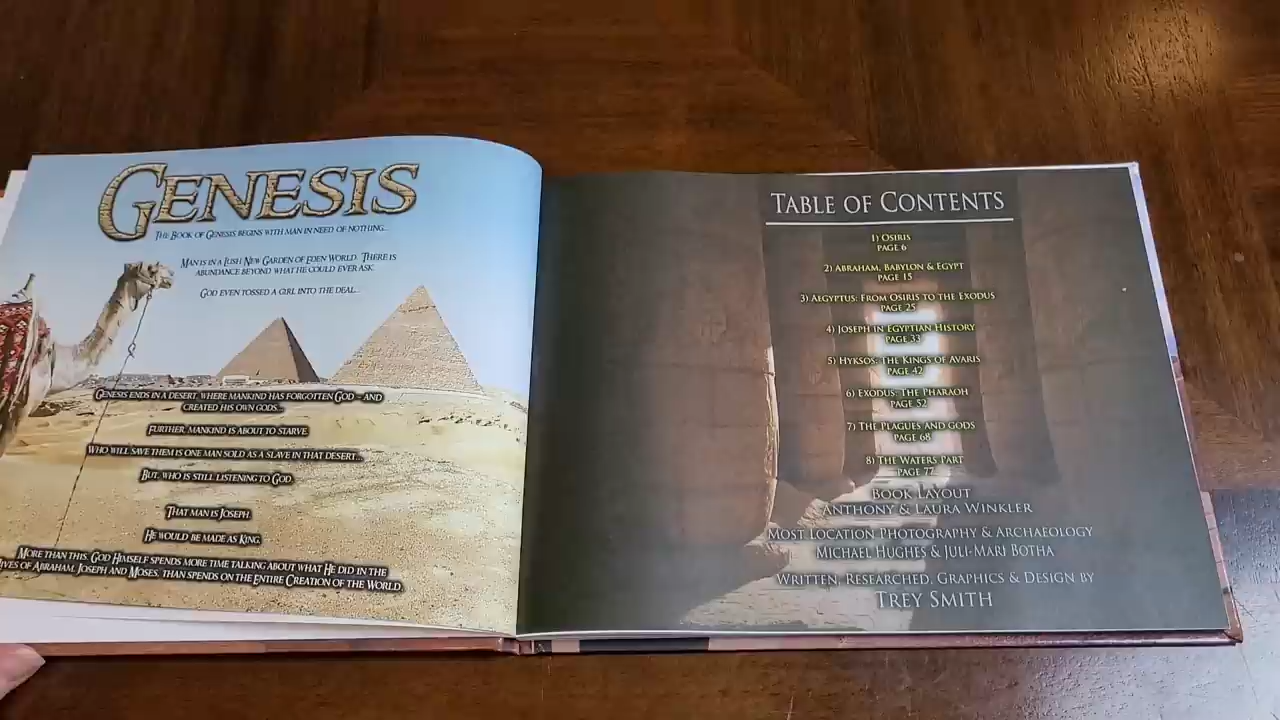 GENESIS
THE BOOK OF GENESIS BEGINS WITH MAN IN NEED OF NOTHING...
MAN IS IN A LUSH NEW GARDEN OF EDEN WORLD. THERE IS
ABUNDANCE BEYOND WHAT HE COULD EVER ASK.
GOD EVEN TOSSED A GIRL INTO THE DEAL...
GENESIS ENDS IN A DESERT, WHERE MANKIND HAS FORGOTTEN GOD – AND
CREATED HIS OWN GODS...
FURTHER, MANKIND IS ABOUT TO STARVE.
WHO WILL SAVE THEM IS ONE MAN SOLD AS A SLAVE IN THAT DESERT...
BUT, WHO IS STILL LISTENING TO GOD.
THAT MAN IS JOSEPH.
HE WOULD BE MADE AS KING.
MORE THAN THIS, GOD HIMSELF SPENDS MORE TIME TALKING ABOUT WHAT HE DID IN THE
LIVES OF ABRAHAM, JOSEPH AND MOSES, THAN SPENDS ON THE ENTIRE CREATION OF THE WORLD.
TABLE OF CONTENTS
1) OSIRIS
PAGE 6
2) ABRAHAM, BABYLON & EGYPT
PAGE 15
3) AEGYPTUS: FROM OSIRIS TO THE EXODUS
PAGE 25
4) JOSEPH IN EGYPTIAN HISTORY
PAGE 33
5) HYKSOS: THE KINGS OF AVARIS
PAGE 42
6) EXODUS: THE PHARAOH
PAGE 52
7) THE PLAGUES AND GODS
PAGE 68
8) THE WATERS PART
PAGE 77
BOOK LAYOUT
ANTHONY & LAURA WINKLER
MOST LOCATION PHOTOGRAPHY & ARCHAEOLOGY
MICHAEL HUGHES & JULI-MARI BOTHA
WRITTEN, RESEARCHED, GRAPHICS & DESIGN BY
TREY SMITH